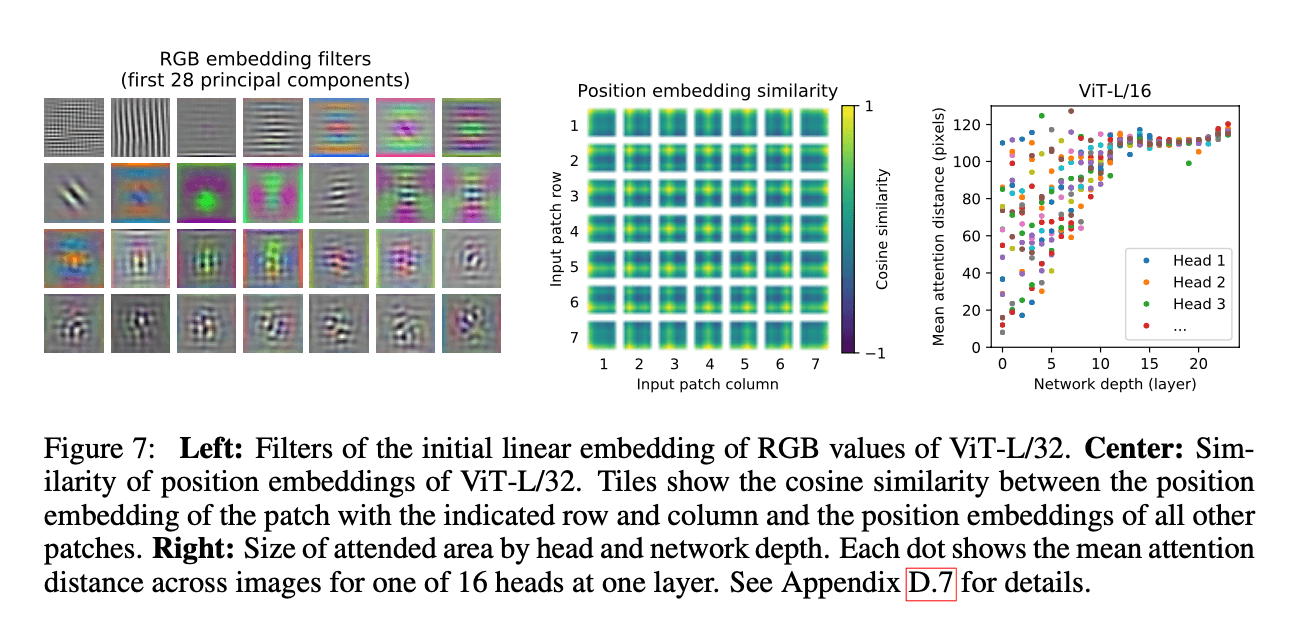 RGB embedding filters
(first 28 principal components)
Position embedding similarity
1
2
3
4
5
6
7
Input patch row
1 2 3 4 5 6 7
Input patch column
1
−1
Cosine similarity
ViT-L/16
Mean attention distance (pixels)
120
100
80
60
40
20
0
0 5 10 15 20
Network depth (layer)
Head 1
Head 2
Head 3
...
Figure 7: Left: Filters of the initial linear embedding of RGB values of ViT-L/32. Center: Sim-
ilarity of position embeddings of ViT-L/32. Tiles show the cosine similarity between the position
embedding of the patch with the indicated row and column and the position embeddings of all other
patches. Right: Size of attended area by head and network depth. Each dot shows the mean attention
distance across images for one of 16 heads at one layer. See Appendix D.7 for details.